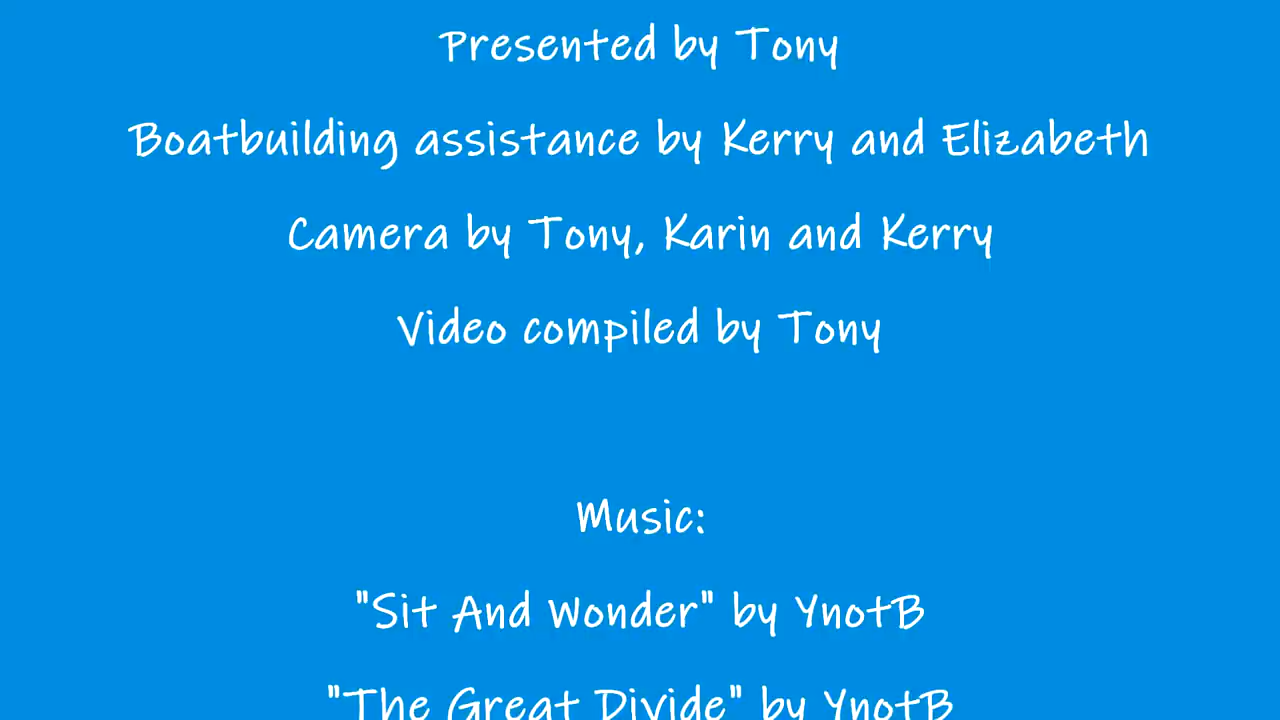 Presented by Tony
Boatbuilding assistance by Kerry and Elizabeth
Camera by Tony, Karin and Kerry
Video compiled by Tony
Music:
"Sit And Wonder" by YnotB
"The Great Divide" by YnotB